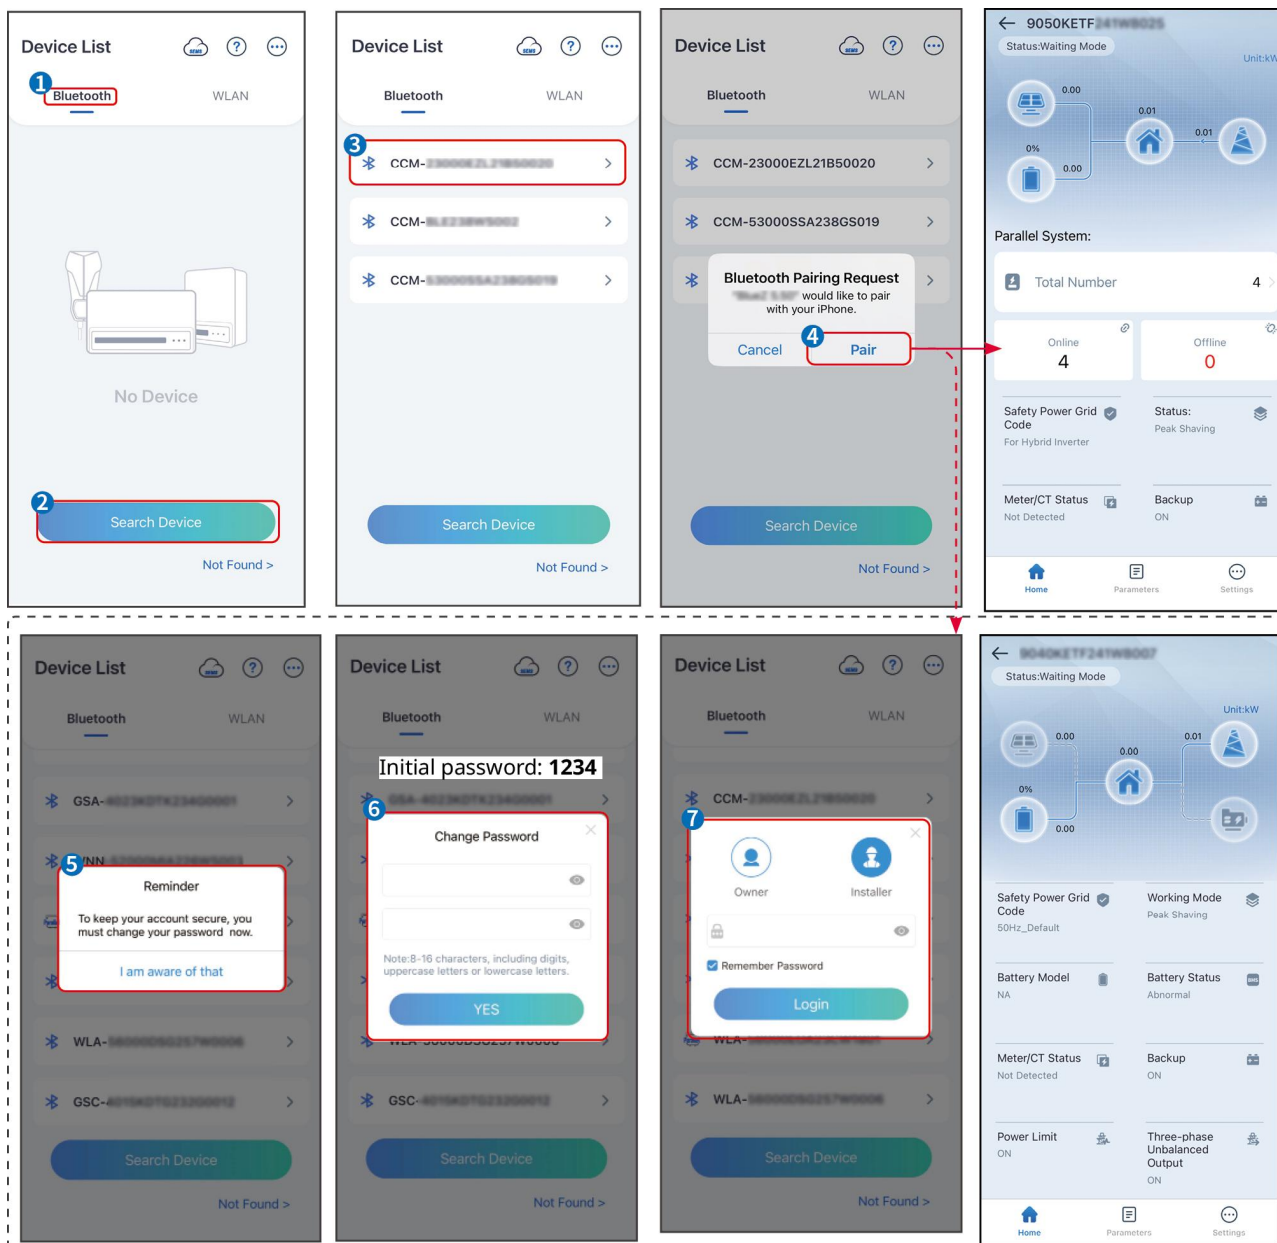 Device List
SEMS
?
1
Bluetooth
WLAN
No Device
2
Search Device
Not Found >
Device List
SEMS
?
Bluetooth
WLAN
3
CCM-
CCM-
CCM-
Search Device
Not Found >
Device List
SEMS
?
Bluetooth
WLAN
CCM-23000EZL21B50020
CCM-53000SSA238GS019
Bluetooth Pairing Request
would like to pair
with your iPhone.
4
Cancel
Pair
Search Device
Not Found >
9050KETF
Status:Waiting Mode
Unit:kW
0.00
0.01
0.01
0%
0.00
Parallel System:
Total Number
4
Online
4
Offline
0
Safety Power Grid
Code
For Hybrid Inverter
Status:
Peak Shaving
Meter/CT Status
Not Detected
Backup
ON
Home
Parameters
Settings
Device List
SEMS
?
Bluetooth
WLAN
GSA-
5
Reminder
To keep your account secure, you
must change your password now.
I am aware of that
WLA-
GSC-
Search Device
Not Found >
Device List
SEMS
?
Bluetooth
WLAN
Initial password: 1234
6
Change Password
Note:8-16 characters, including digits,
uppercase letters or lowercase letters.
YES
GSC-
Search Device
Not Found >
Device List
SEMS
?
Bluetooth
WLAN
CCM-
7
Owner
Installer
Remember Password
Login
WLA-
WLA-
Search Device
Not Found >
Status:Waiting Mode
Unit:kW
0.00
0.00
0.01
0%
0.00
Safety Power Grid
Code
50Hz_Default
Working Mode
Peak Shaving
Battery Model
NA
Battery Status
Abnormal
Meter/CT Status
Not Detected
Backup
ON
Power Limit
ON
Three-phase
Unbalanced
Output
ON
Home
Parameters
Settings